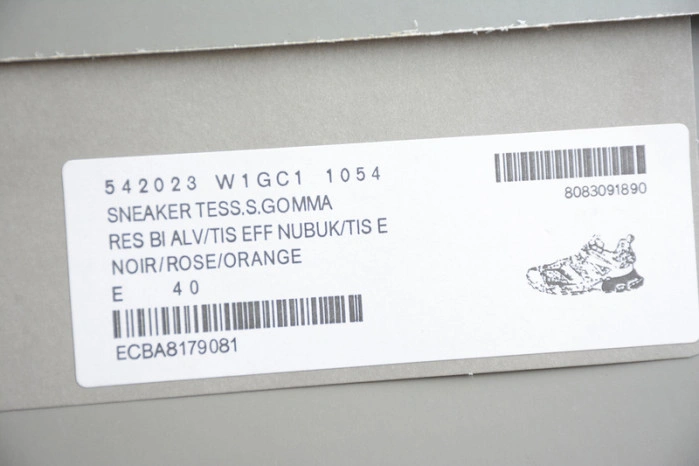 542023 W1GC1 1054
SNEAKER TESS.S.GOMMA
RES BI ALV/TIS EFF NUBUK/TIS E
NOIR/ROSE/ORANGE
E 40
ECBA8179081
8083091890